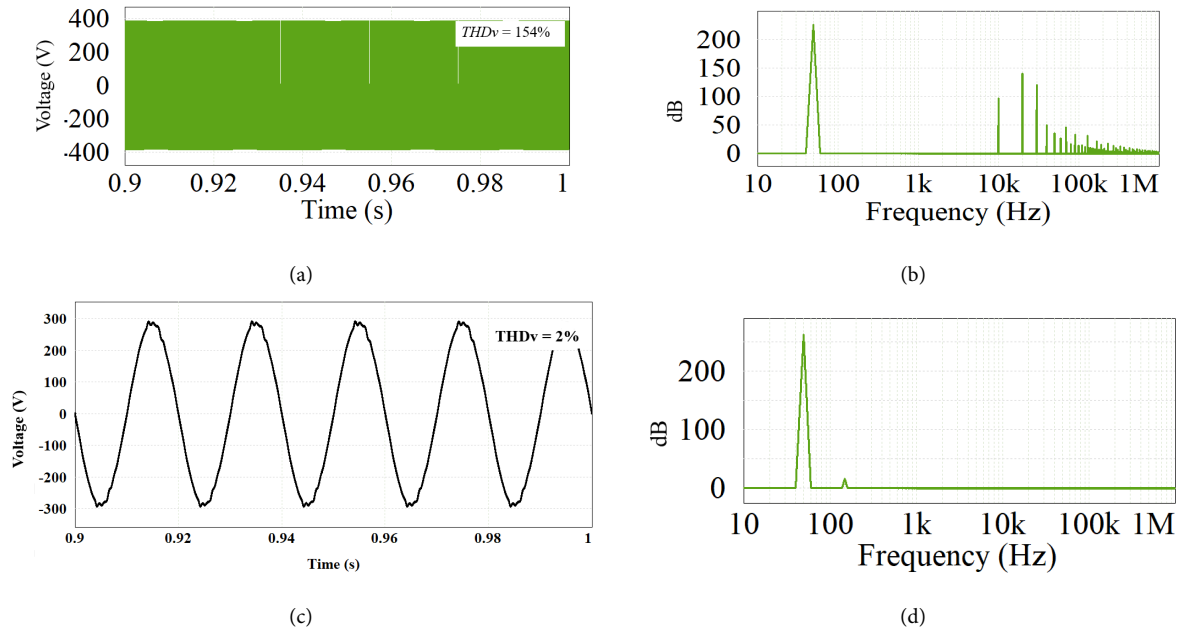 400
200
0
-200
-400
Voltage (V)
THDv = 154%
0.9 0.92 0.94 0.96 0.98 1
Time (s)
(a)
200
150
100
50
0
dB
10 100 1k 10k 100k 1M
Frequency (Hz)
(b)
300
200
100
0
-100
-200
-300
Voltage (V)
THDv = 2%
0.9 0.92 0.94 0.96 0.98 1
Time (s)
(c)
200
100
0
dB
10 100 1k 10k 100k 1M
Frequency (Hz)
(d)